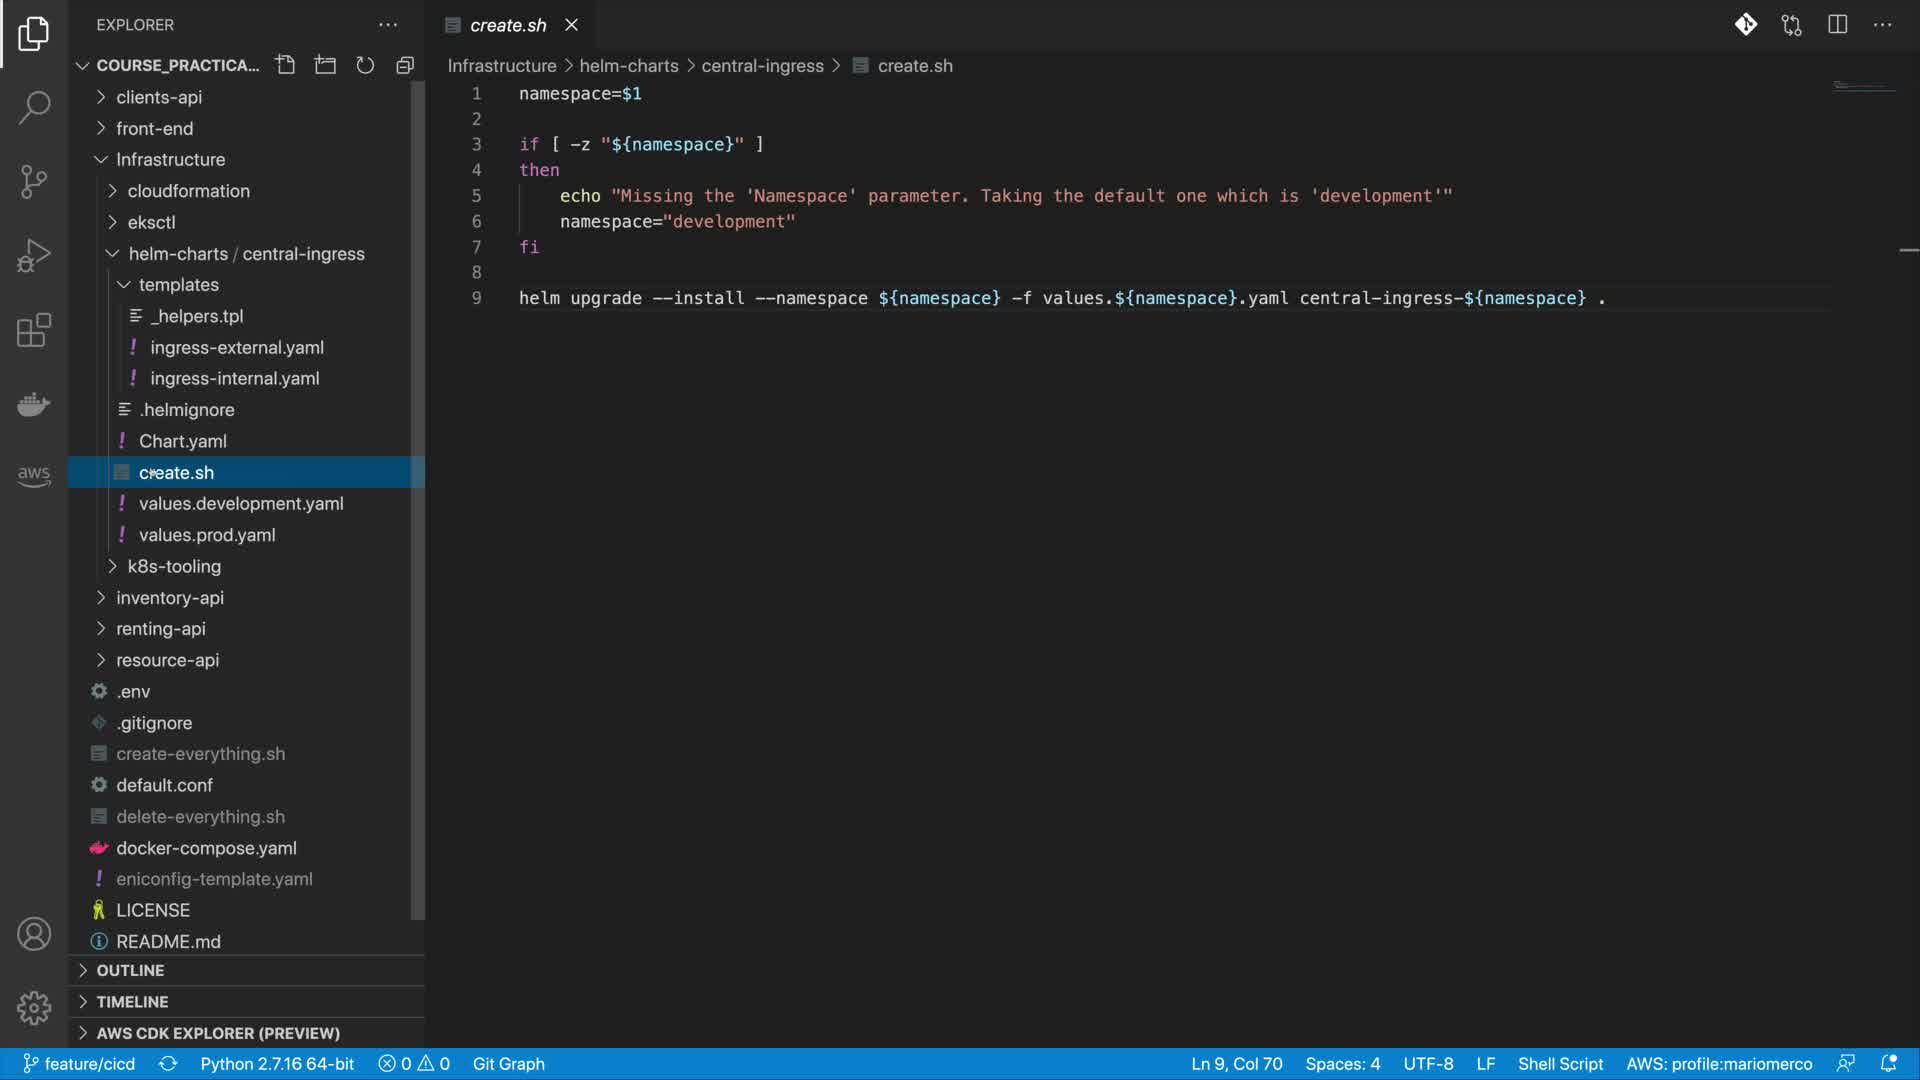 EXPLORER
COURSE_PRACTICA...
clients-api
front-end
Infrastructure
cloudformation
eksctl
helm-charts / central-ingress
templates
_helpers.tpl
! ingress-external.yaml
! ingress-internal.yaml
.helmignore
! Chart.yaml
create.sh
! values.development.yaml
! values.prod.yaml
k8s-tooling
inventory-api
renting-api
resource-api
.env
.gitignore
create-everything.sh
default.conf
delete-everything.sh
docker-compose.yaml
! eniconfig-template.yaml
LICENSE
README.md
OUTLINE
TIMELINE
AWS CDK EXPLORER (PREVIEW)
aws
create.sh
Infrastructure > helm-charts > central-ingress > create.sh
1 namespace=$1
2
3 if [ -z "${namespace}" ]
4 then
5 echo "Missing the 'Namespace' parameter. Taking the default one which is 'development'"
6 namespace="development"
7 fi
8
9 helm upgrade --install --namespace ${namespace} -f values.${namespace}.yaml central-ingress-${namespace} .
feature/cicd Python 2.7.16 64-bit 0 0 Git Graph Ln 9, Col 70 Spaces: 4 UTF-8 LF Shell Script AWS: profile:mariomerco